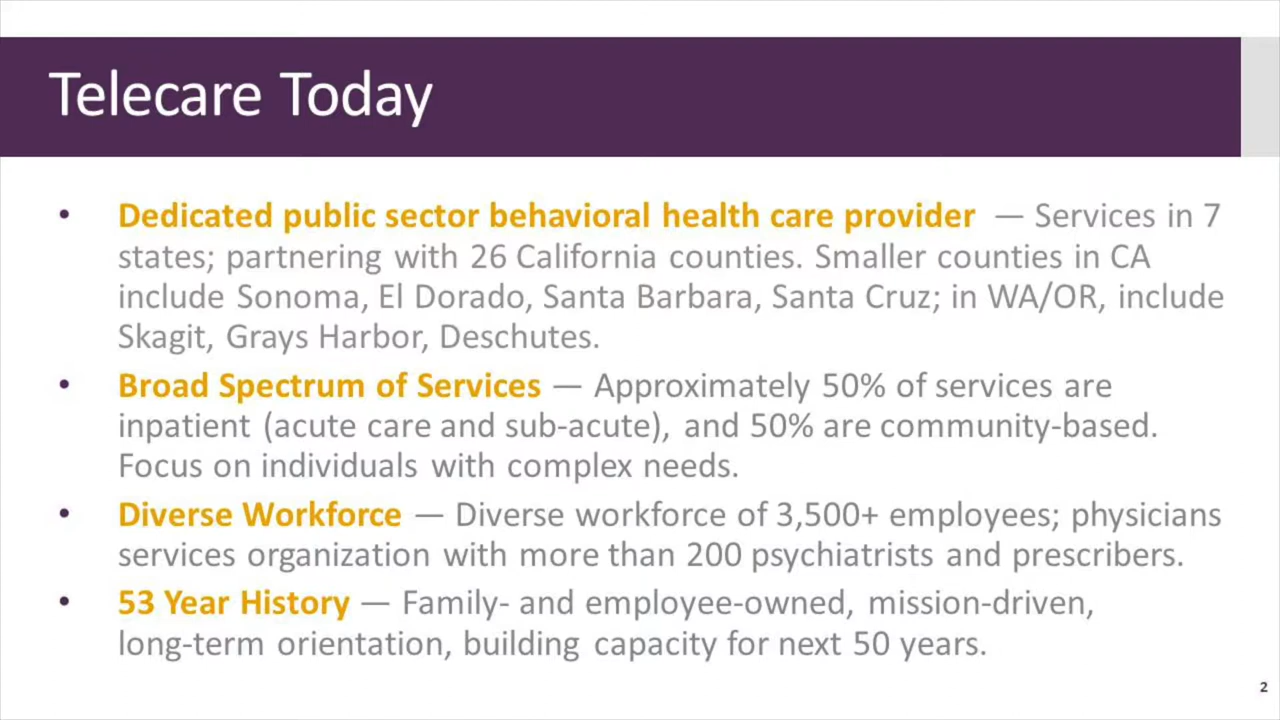 Telecare Today
• Dedicated public sector behavioral health care provider — Services in 7
states; partnering with 26 California counties. Smaller counties in CA
include Sonoma, El Dorado, Santa Barbara, Santa Cruz; in WA/OR, include
Skagit, Grays Harbor, Deschutes.
• Broad Spectrum of Services — Approximately 50% of services are
inpatient (acute care and sub-acute), and 50% are community-based.
Focus on individuals with complex needs.
• Diverse Workforce — Diverse workforce of 3,500+ employees; physicians
services organization with more than 200 psychiatrists and prescribers.
• 53 Year History — Family- and employee-owned, mission-driven,
long-term orientation, building capacity for next 50 years.
2